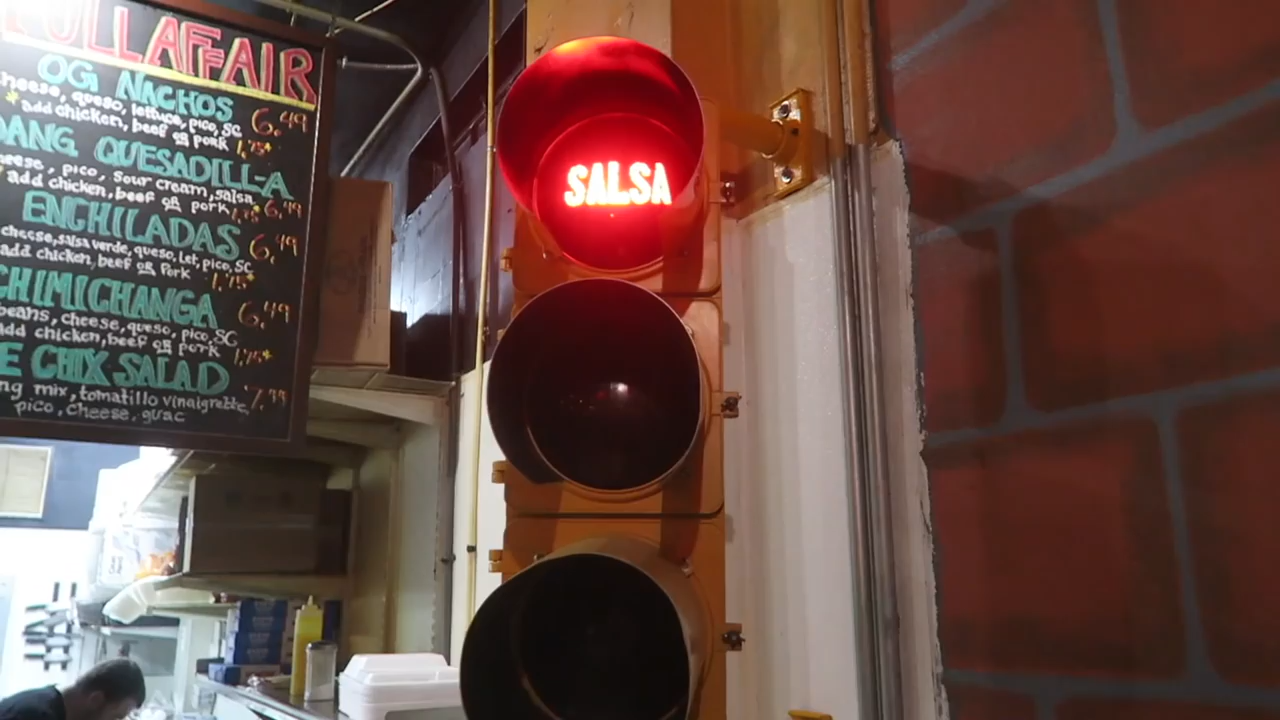 FULL AFFAIR
OG NACHOS
cheese, queso, lettuce, pico, SC 6.49
*add chicken, beef or pork 1.75*
DANG QUESADILLA
cheese, pico, sour cream, salsa 6.49
add chicken, beef or pork 1.75*
ENCHILADAS
cheese, salsa verde, queso, Let, pico, SC 6.49
add chicken, beef or Pork 1.75*
CHIMICHANGA
beans, cheese, queso, pico, SC 6.49
add chicken, beef or pork 1.75*
CHIX SALAD
mix, tomatillo vinaigrette, 7.99
pico, cheese, guac
SALSA